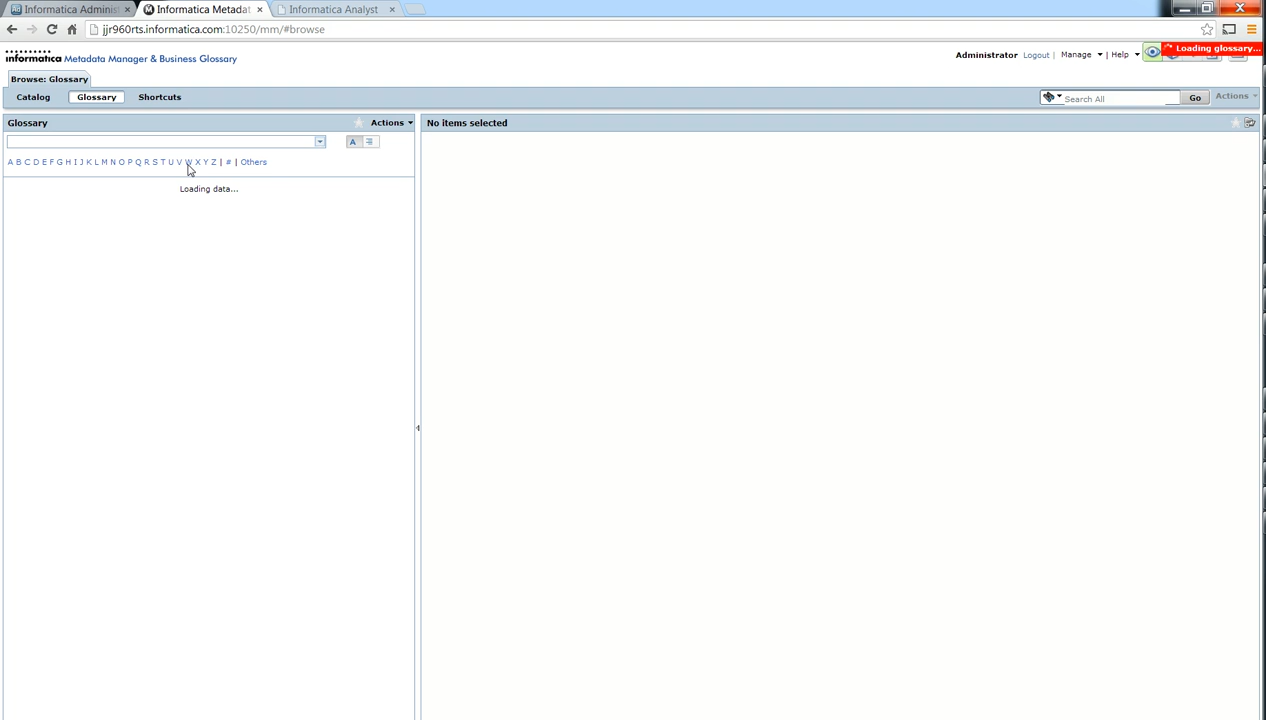 Informatica Administ
Informatica Metadat
Informatica Analyst
jjr960rts.informatica.com:10250/mm/#browse
informatica Metadata Manager & Business Glossary
Administrator Logout | Manage | Help
Loading glossary...
Browse: Glossary
Catalog Glossary Shortcuts
Search All Go Actions
Glossary Actions
No items selected
A
A B C D E F G H I J K L M N O P Q R S T U V W X Y Z | # | Others
Loading data...